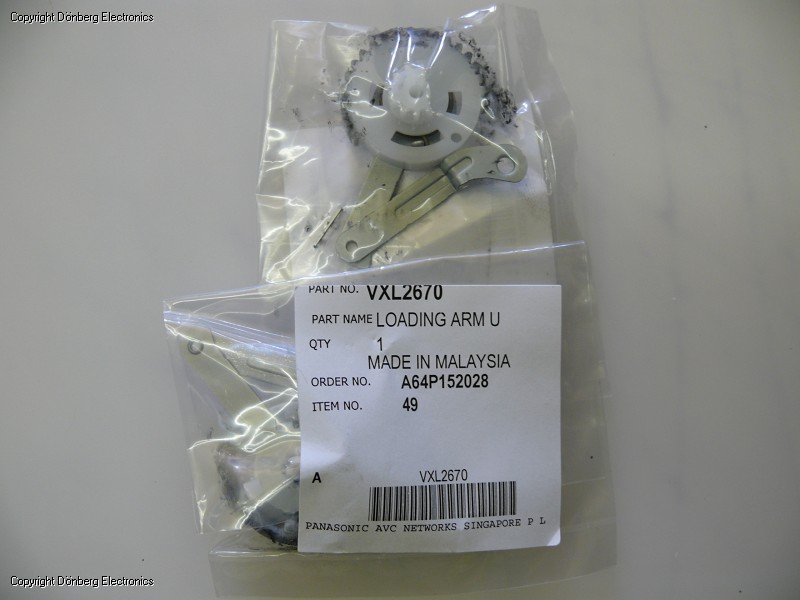 Copyright Dönberg Electronics
PART NO. VXL2670
PART NAME LOADING ARM U
QTY 1
MADE IN MALAYSIA
ORDER NO. A64P152028
ITEM NO. 49
A VXL2670
PANASONIC AVC NETWORKS SINGAPORE P L
Copyright Dönberg Electronics